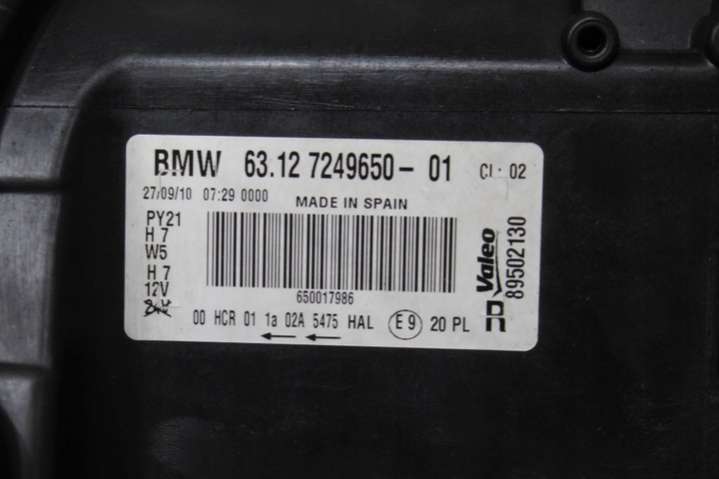 BMW 63.12 7249650- 01 CI : 02
27/09/10 07:29 0000
MADE IN SPAIN
PY21
H 7
W5
H 7
12V
24V
650017986
00 HCR 01 1a 02A 5475 HAL E9 20 PL
Valeo
89502130
R